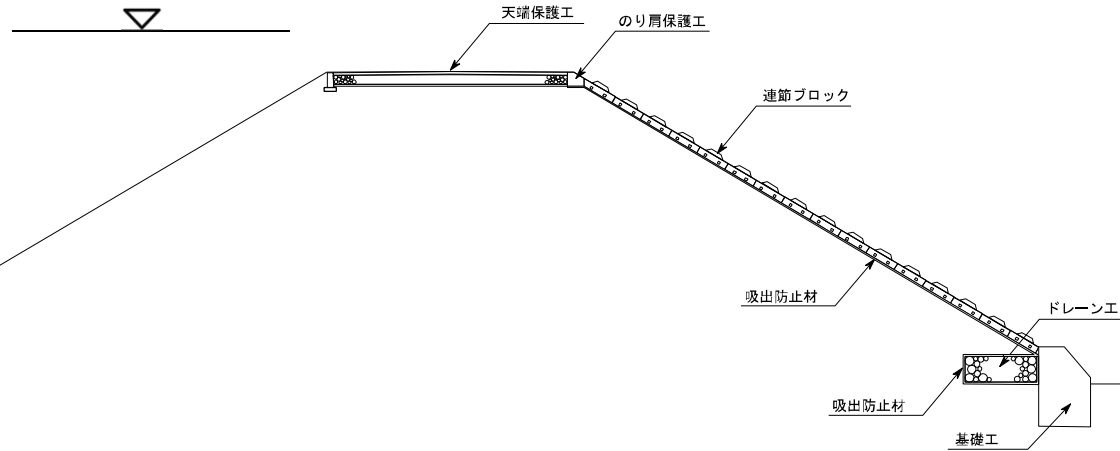 天端保護工
のり肩保護工
連節ブロック
吸出防止材
ドレーン工
吸出防止材
基礎工